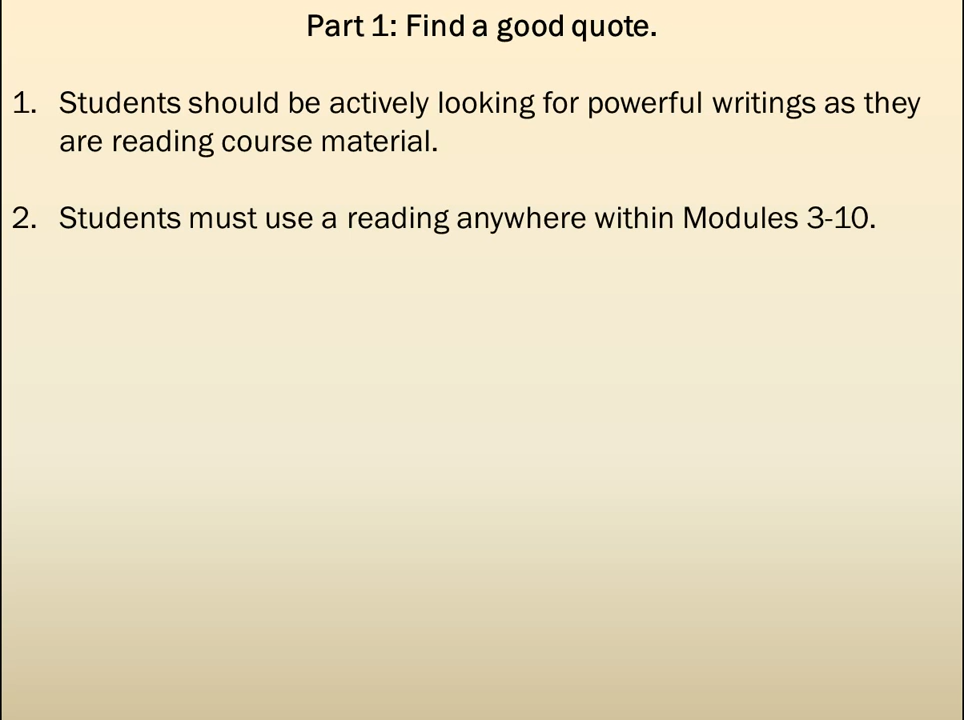 Part 1: Find a good quote.
1. Students should be actively looking for powerful writings as they
are reading course material.
2. Students must use a reading anywhere within Modules 3-10.